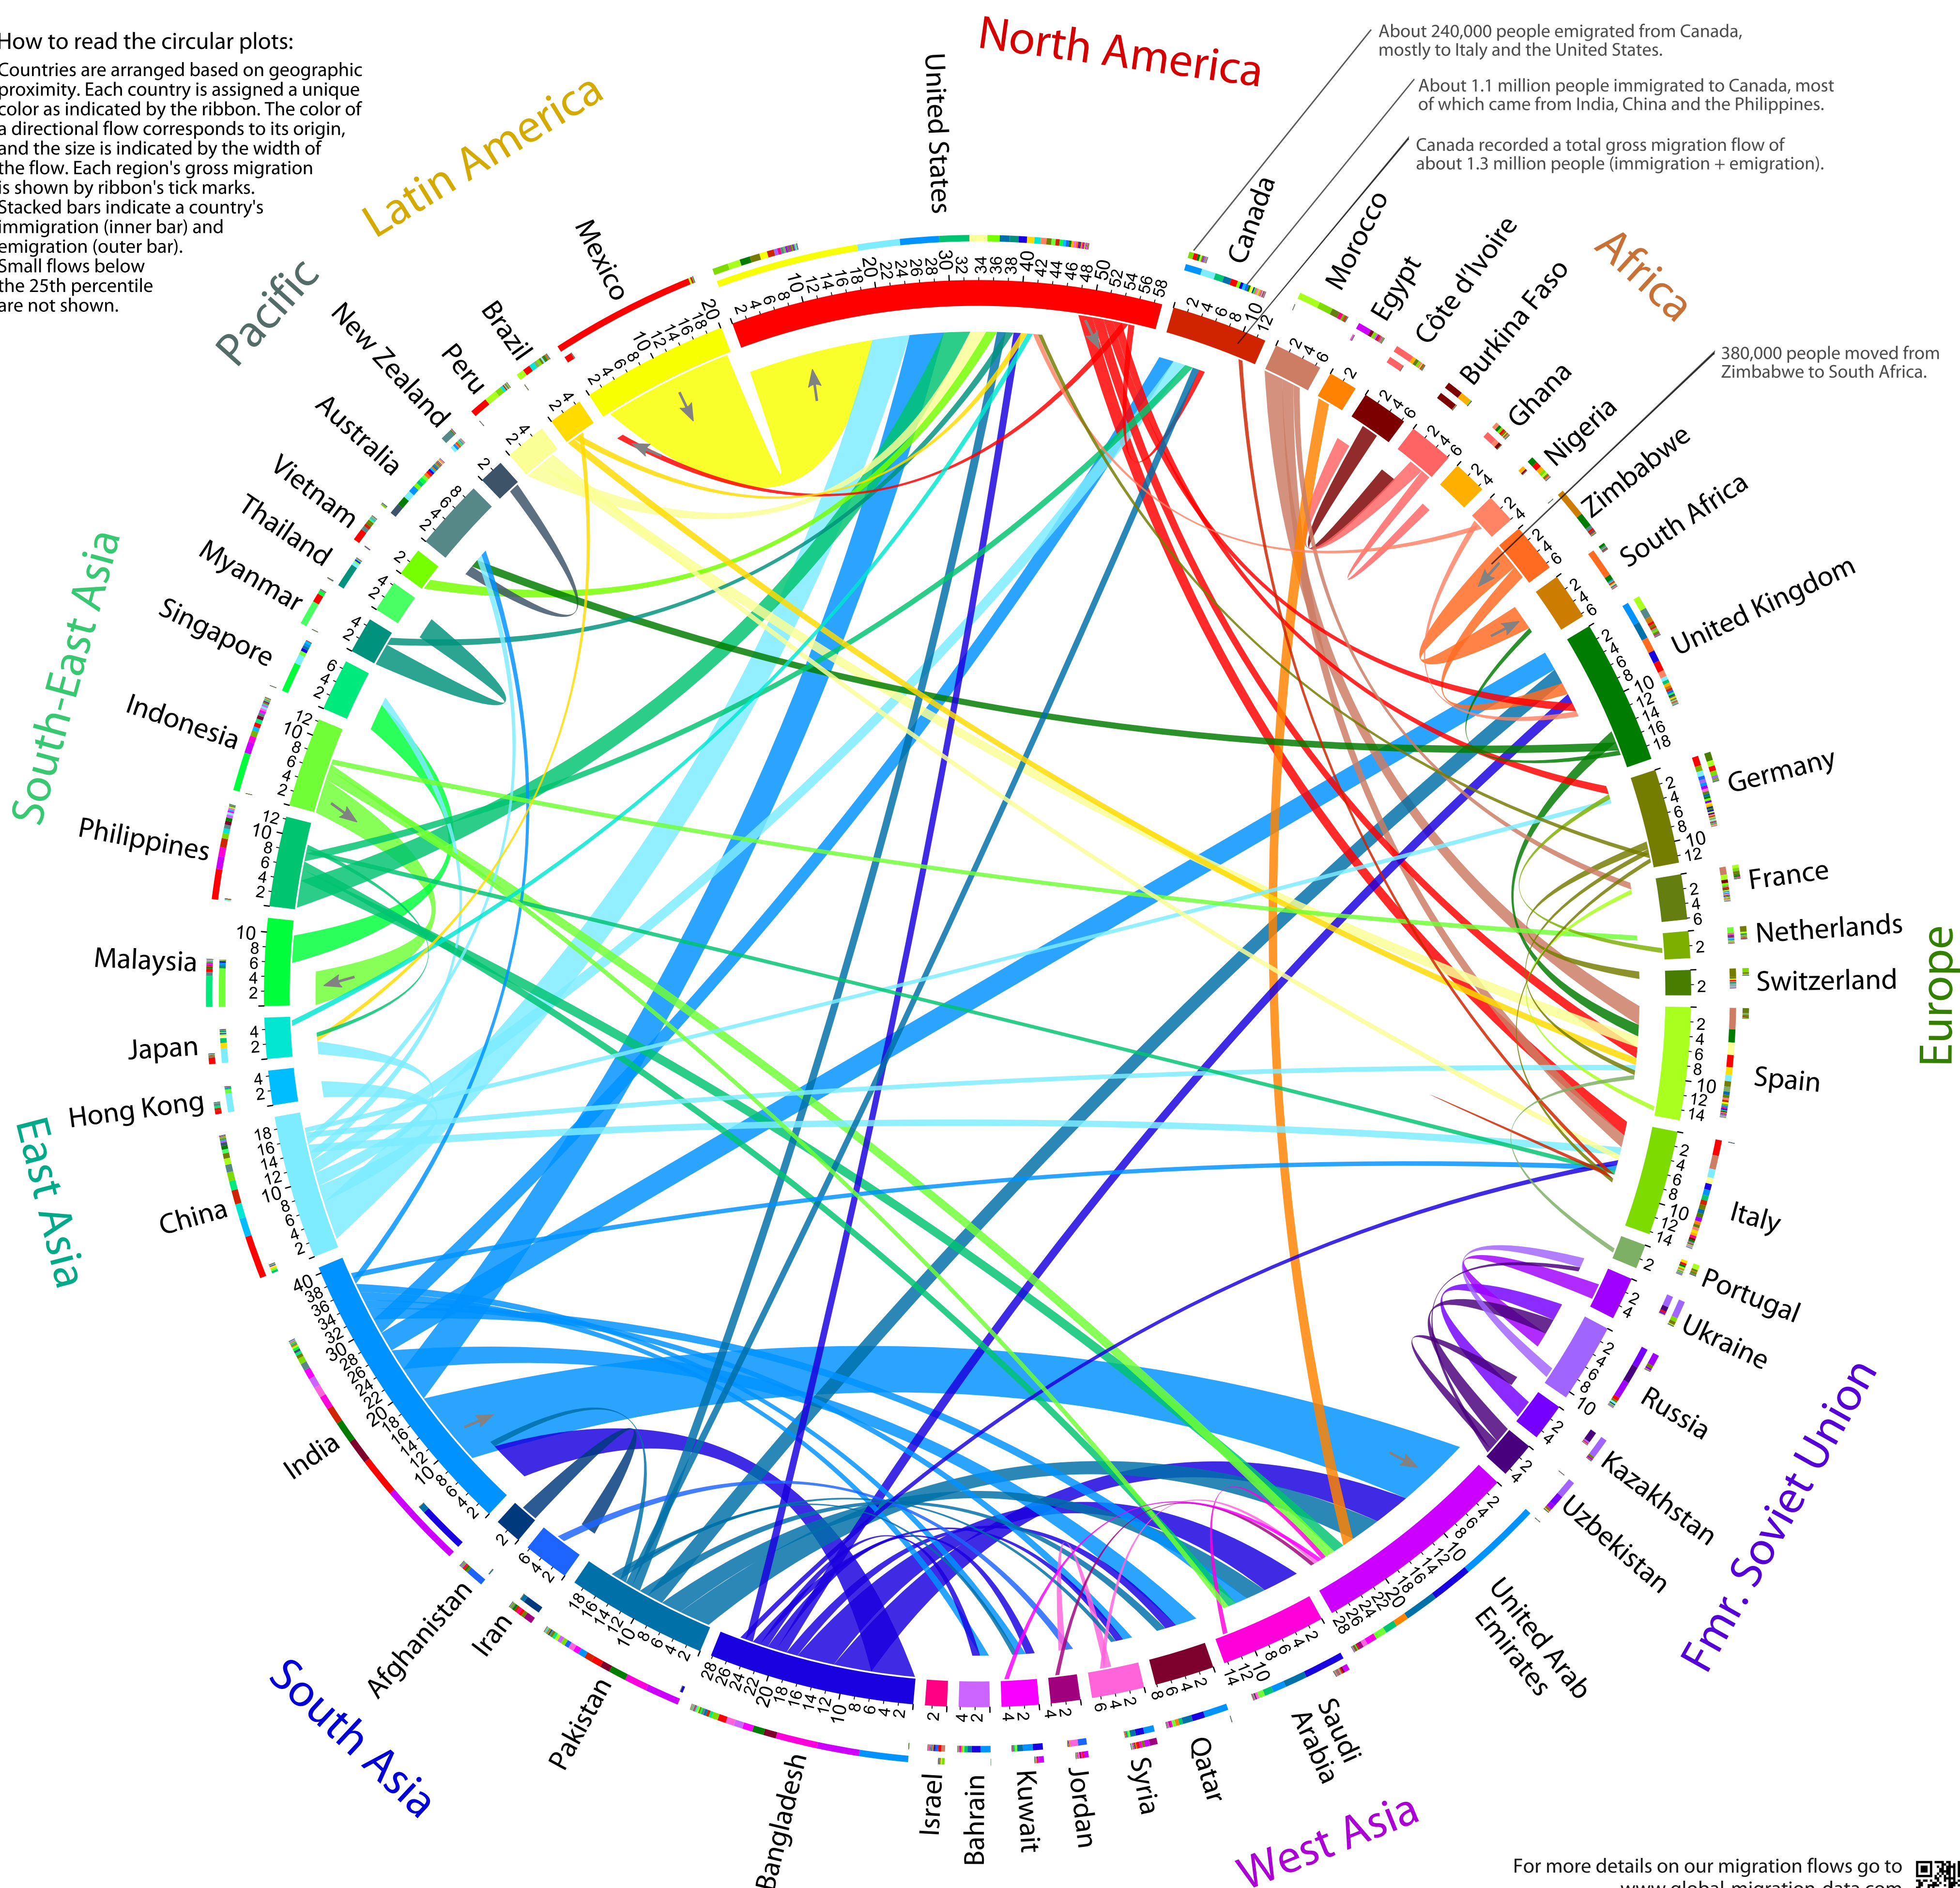 How to read the circular plots:
Countries are arranged based on geographic
proximity. Each country is assigned a unique
color as indicated by the ribbon. The color of
a directional flow corresponds to its origin,
and the size is indicated by the width of
the flow. Each region's gross migration
is shown by ribbon's tick marks.
Stacked bars indicate a country's
immigration (inner bar) and
emigration (outer bar).
Small flows below
the 25th percentile
are not shown.
North America
About 240,000 people emigrated from Canada,
mostly to Italy and the United States.
About 1.1 million people immigrated to Canada, most
of which came from India, China and the Philippines.
Canada recorded a total gross migration flow of
about 1.3 million people (immigration + emigration).
380,000 people moved from
Zimbabwe to South Africa.
United States
Canada
Africa
Morocco
Egypt
Côte d'Ivoire
Burkina Faso
Ghana
Nigeria
Zimbabwe
South Africa
Europe
United Kingdom
Germany
France
Netherlands
Switzerland
Spain
Italy
Portugal
Fmr. Soviet Union
Ukraine
Russia
Kazakhstan
Uzbekistan
West Asia
United Arab
Emirates
Saudi
Arabia
Qatar
Syria
Jordan
Kuwait
Bahrain
Israel
South Asia
Bangladesh
Pakistan
Iran
Afghanistan
India
East Asia
China
Hong Kong
Japan
South-East Asia
Malaysia
Philippines
Indonesia
Singapore
Myanmar
Thailand
Vietnam
Pacific
Australia
New Zealand
Latin America
Peru
Brazil
Mexico
For more details on our migration flows go to
www.global-migration-data.com